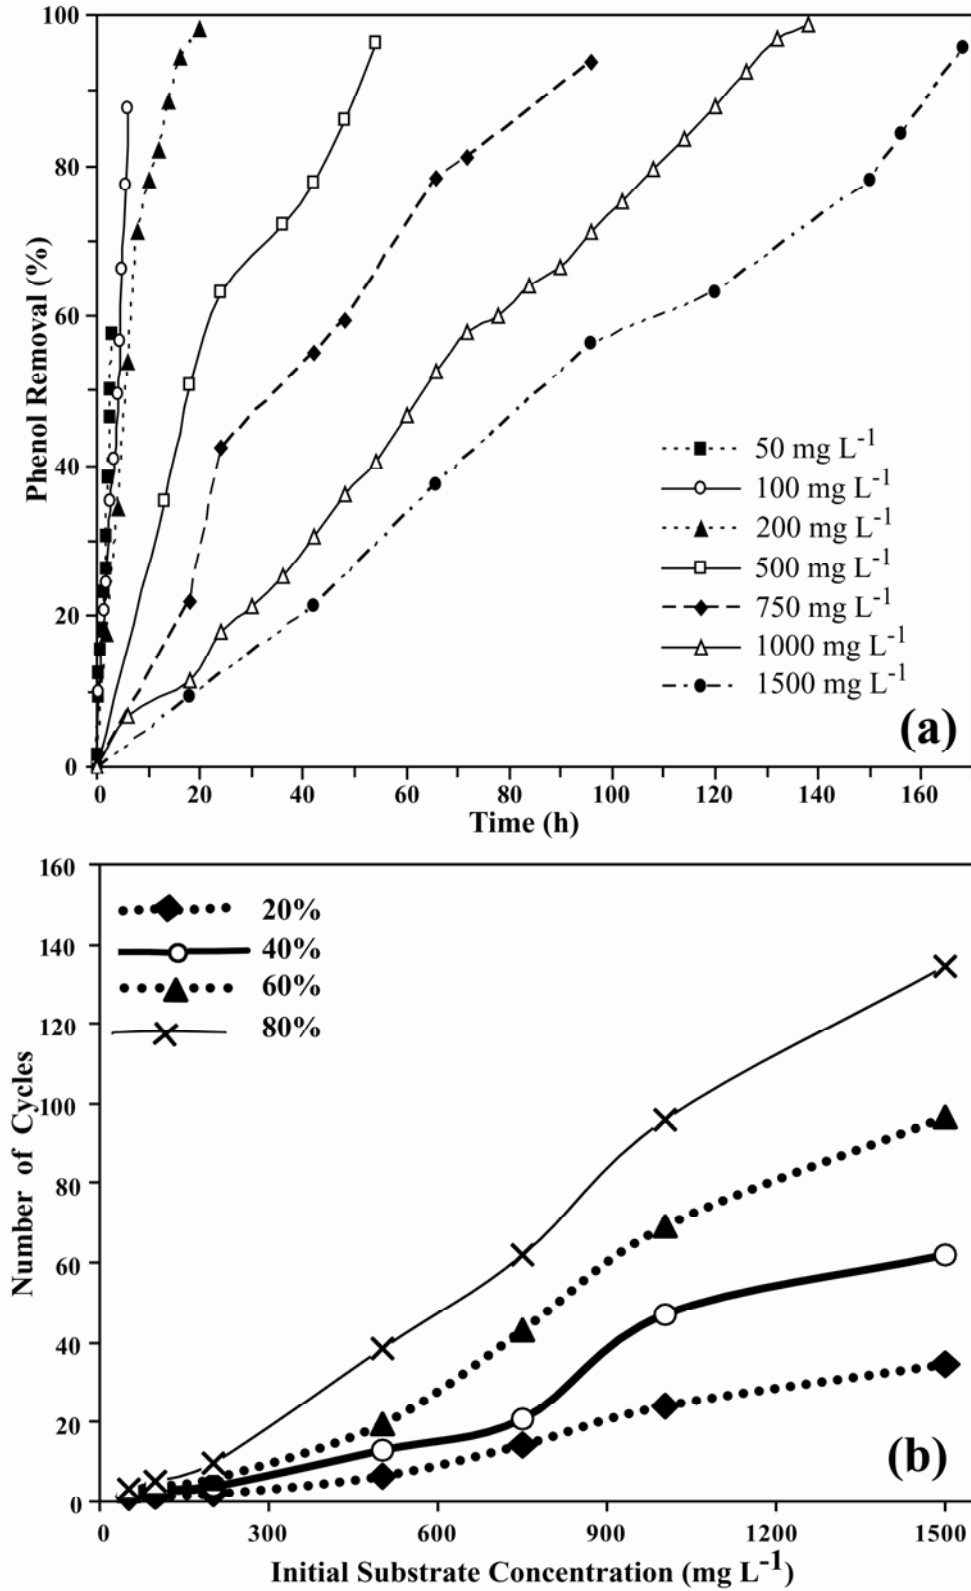 100
80
60
40
20
0
Phenol Removal (%)
50 mg L⁻¹
100 mg L⁻¹
200 mg L⁻¹
500 mg L⁻¹
750 mg L⁻¹
1000 mg L⁻¹
1500 mg L⁻¹
(a)
0 20 40 60 80 100 120 140 160
Time (h)
160
140
120
100
80
60
40
20
0
Number of Cycles
20%
40%
60%
80%
(b)
0 300 600 900 1200 1500
Initial Substrate Concentration (mg L⁻¹)